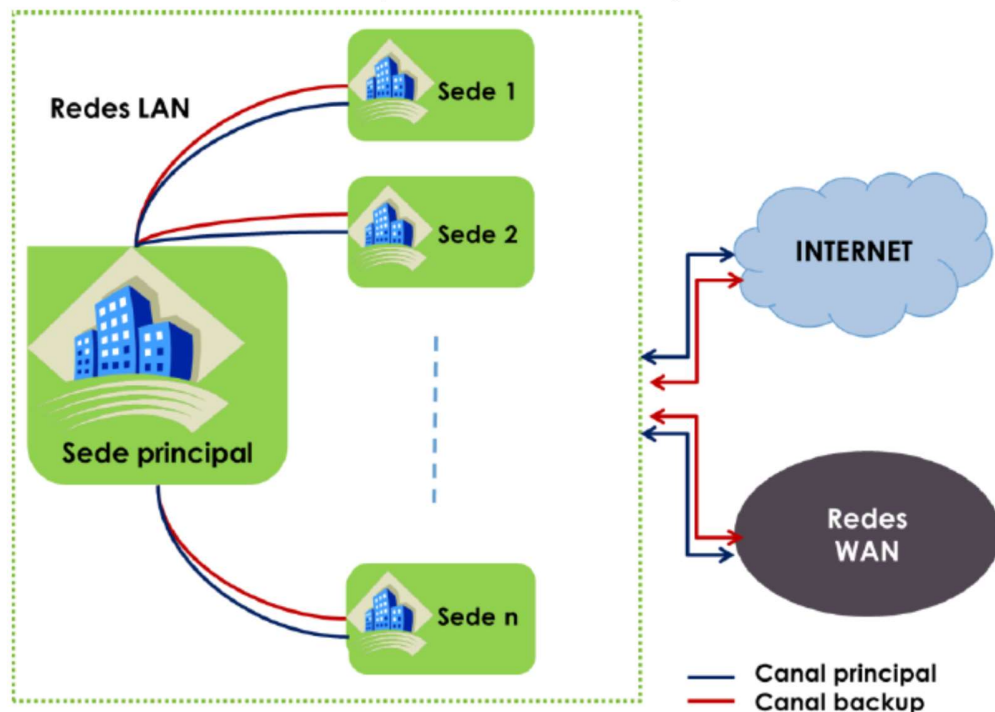 Redes LAN
Sede 1
Sede 2
Sede principal
Sede n
INTERNET
Redes
WAN
Canal principal
Canal backup